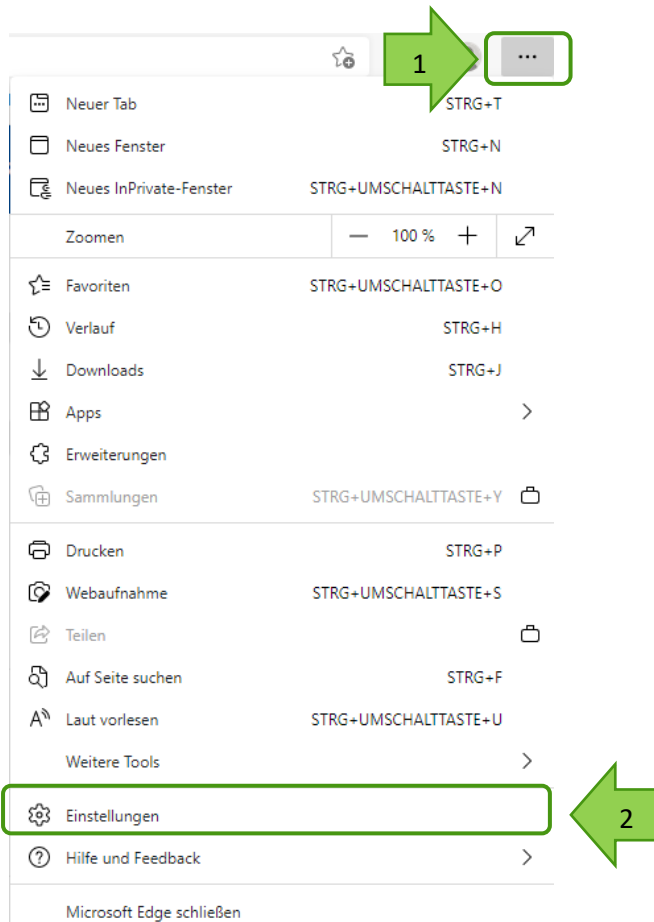 1
...
Neuer Tab STRG+T
Neues Fenster STRG+N
Neues InPrivate-Fenster STRG+UMSCHALTTASTE+N
Zoomen — 100 % +
Favoriten STRG+UMSCHALTTASTE+O
Verlauf STRG+H
Downloads STRG+J
Apps
Erweiterungen
Sammlungen STRG+UMSCHALTTASTE+Y
Drucken STRG+P
Webaufnahme STRG+UMSCHALTTASTE+S
Teilen
Auf Seite suchen STRG+F
Laut vorlesen STRG+UMSCHALTTASTE+U
Weitere Tools
Einstellungen
2
Hilfe und Feedback
Microsoft Edge schließen